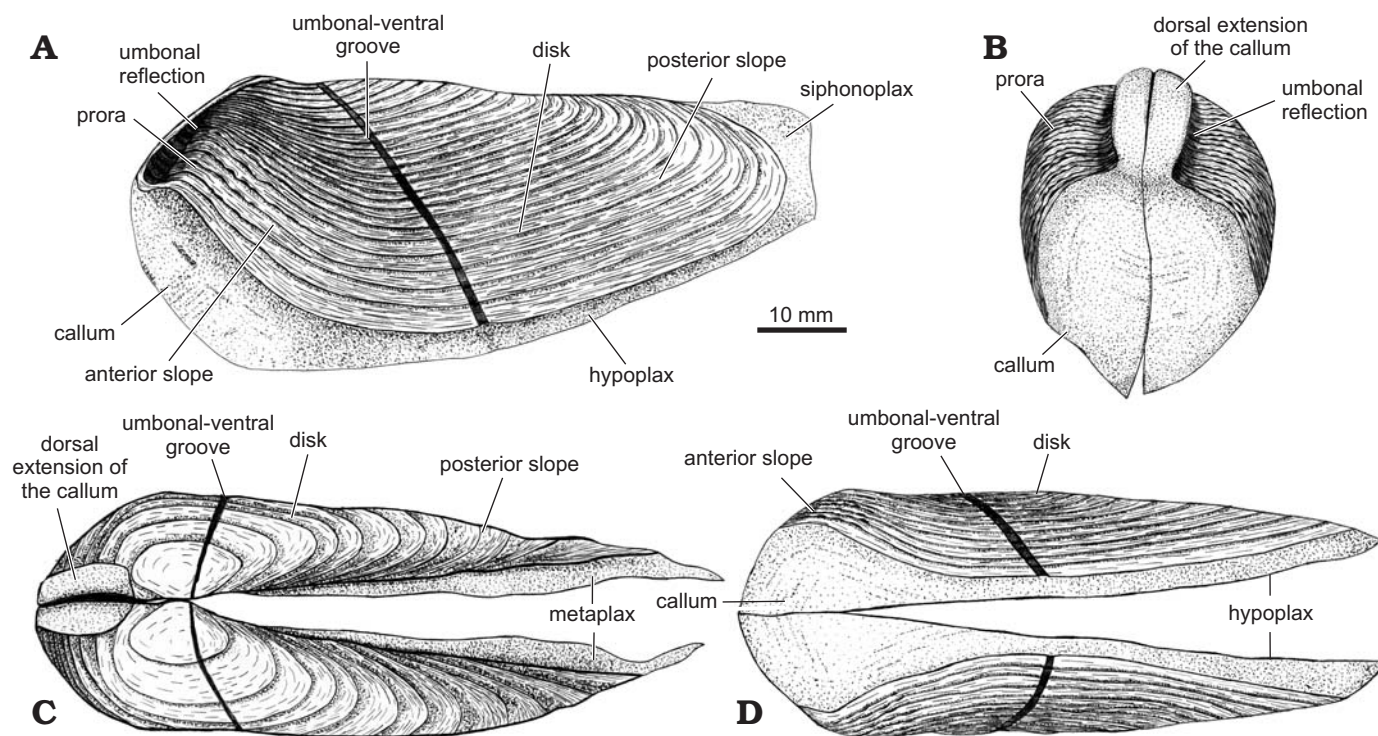 A
umbonal
reflection
umbonal-ventral
groove
disk
posterior slope
siphonoplax
prora
callum
anterior slope
hypoplax
10 mm
B
dorsal extension
of the callum
prora
umbonal
reflection
callum
C
dorsal
extension of
the callum
umbonal-ventral
groove
disk
posterior slope
metaplax
D
anterior slope
umbonal-ventral
groove
disk
callum
hypoplax